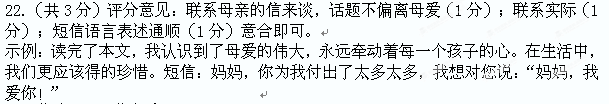 22.（共3分）评分意见：联系母亲的信来谈，话题不偏离母爱（1分）；联系实际（1
分）；短信语言表述通顺（1分）意合即可。
示例：读完了本文，我认识到了母爱的伟大，永远牵动着每一个孩子的心。在生活中，
我们更应该得的珍惜。短信：妈妈，你为我付出了太多太多，我想对您说：“妈妈，我
爱你！”